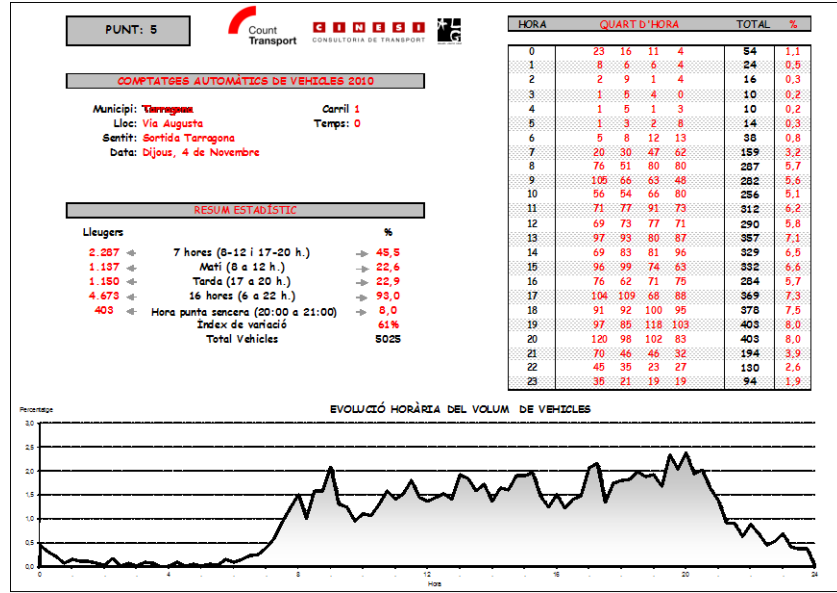 PUNT: 5
Count
Transport
CINESI
CONSULTORIA DE TRANSPORT
COMPTATGES AUTOMÀTICS DE VEHICLES 2010
Municipi: Carril 1
Lloc: Via Augusta Temps: 0
Sentit: Sortida Tarragona
Data: Dijous, 4 de Novembre
RESUM ESTADÍSTIC
Lleugers %
2.287 7 hores (8-12 i 17-20 h.) 45,5
1.137 Matí (8 a 12 h.) 22,6
1.150 Tarda (17 a 20 h.) 22,9
4.673 16 hores (6 a 22 h.) 93,0
403 Hora punta sencera (20:00 a 21:00) 8,0
Índex de variació 61%
Total Vehicles 5025
HORA QUART D'HORA TOTAL %
0 23 16 11 4 54 1,1
1 8 6 6 4 24 0,5
2 2 9 1 4 16 0,3
3 1 5 4 0 10 0,2
4 1 5 1 3 10 0,2
5 1 3 2 8 14 0,3
6 5 8 12 13 38 0,8
7 20 30 47 62 159 3,2
8 76 51 80 80 287 5,7
9 105 66 63 48 282 5,6
10 56 54 66 80 256 5,1
11 71 77 91 73 312 6,2
12 69 73 77 71 290 5,8
13 97 93 80 87 357 7,1
14 69 83 81 96 329 6,5
15 96 99 74 63 332 6,6
16 76 62 71 75 284 5,7
17 104 109 68 88 369 7,3
18 91 92 100 95 378 7,5
19 97 85 118 103 403 8,0
20 120 98 102 83 403 8,0
21 70 46 46 32 194 3,9
22 45 35 23 27 130 2,6
23 35 21 19 19 94 1,9
EVOLUCIÓ HORÀRIA DEL VOLUM DE VEHICLES
Percentatge
3,0
2,5
2,0
1,5
1,0
0,5
0,0
0 4 8 12 16 20 24
Hora